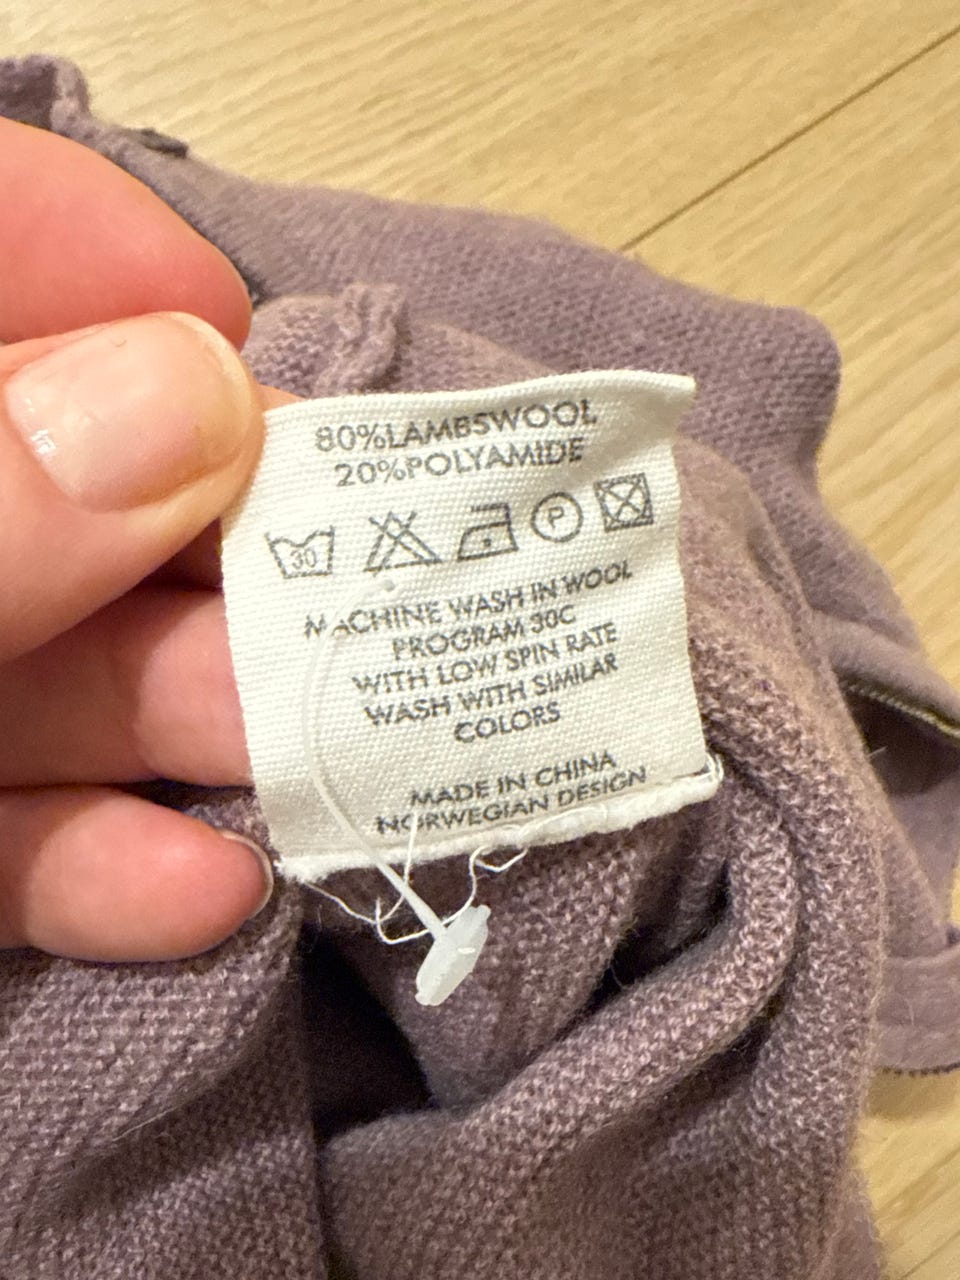 80%LAMBSWOOL
20%POLYAMIDE
30 P
MACHINE WASH IN WOOL
PROGRAM 30C
WITH LOW SPIN RATE
WASH WITH SIMILAR
COLORS
MADE IN CHINA
NORWEGIAN DESIGN